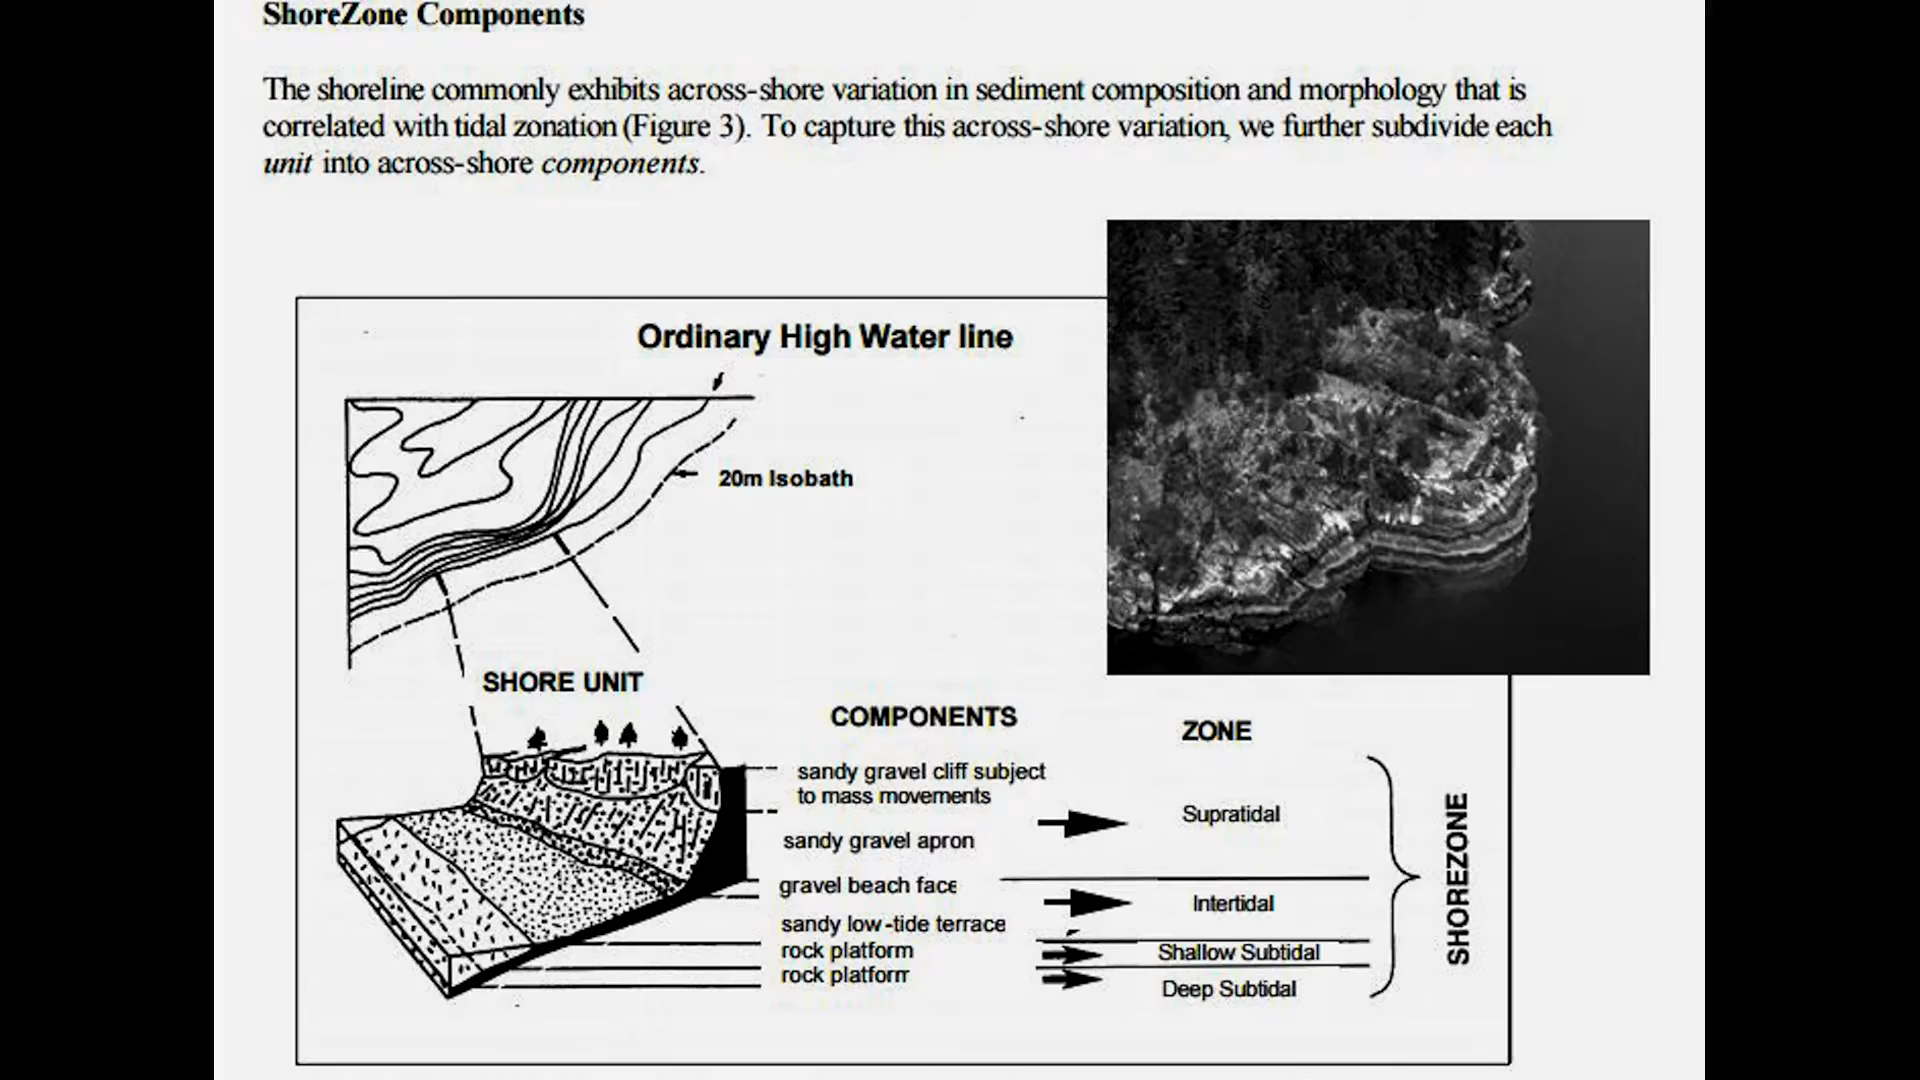 ShoreZone Components
The shoreline commonly exhibits across-shore variation in sediment composition and morphology that is
correlated with tidal zonation (Figure 3). To capture this across-shore variation, we further subdivide each
unit into across-shore components.
Ordinary High Water line
20m Isobath
SHORE UNIT
COMPONENTS
ZONE
sandy gravel cliff subject
to mass movements
Supratidal
sandy gravel apron
gravel beach face
Intertidal
sandy low-tide terrace
rock platform
Shallow Subtidal
rock platform
Deep Subtidal
SHOREZONE